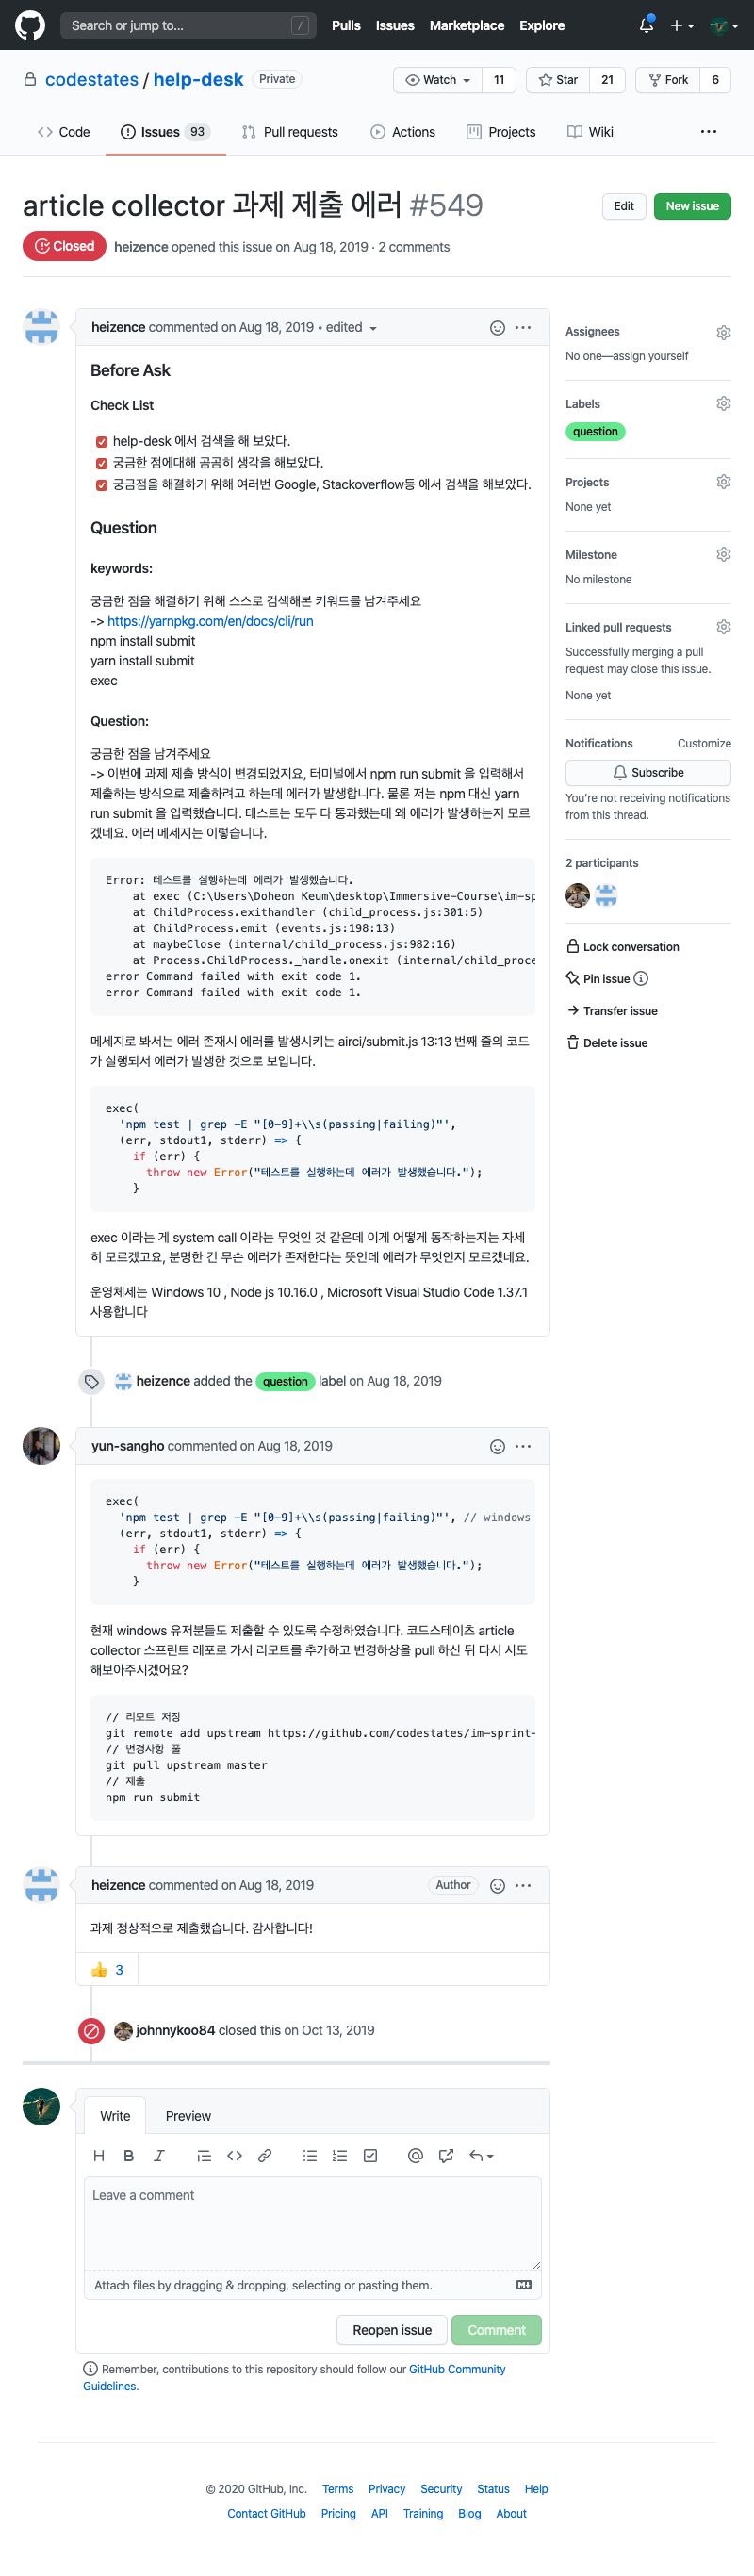 Search or jump to... /
Pulls Issues Marketplace Explore
codestates / help-desk Private
Watch 11 Star 21 Fork 6
Code Issues 93 Pull requests Actions Projects Wiki ...
article collector 과제 제출 에러 #549
Edit New issue
Closed heizence opened this issue on Aug 18, 2019 · 2 comments
heizence commented on Aug 18, 2019 • edited
Before Ask
Check List
help-desk 에서 검색을 해 보았다.
궁금한 점에대해 곰곰히 생각을 해보았다.
궁금점을 해결하기 위해 여러번 Google, Stackoverflow등 에서 검색을 해보았다.
Question
keywords:
궁금한 점을 해결하기 위해 스스로 검색해본 키워드를 남겨주세요
-> https://yarnpkg.com/en/docs/cli/run
npm install submit
yarn install submit
exec
Question:
궁금한 점을 남겨주세요
-> 이번에 과제 제출 방식이 변경되었지요, 터미널에서 npm run submit 을 입력해서
제출하는 방식으로 제출하려고 하는데 에러가 발생합니다. 물론 저는 npm 대신 yarn
run submit 을 입력했습니다. 테스트는 모두 다 통과했는데 왜 에러가 발생하는지 모르
겠네요. 에러 메세지는 이렇습니다.
Error: 테스트를 실행하는데 에러가 발생했습니다.
at exec (C:\Users\Doheon Keum\desktop\Immersive-Course\im-sp
at ChildProcess.exithandler (child_process.js:301:5)
at ChildProcess.emit (events.js:198:13)
at maybeClose (internal/child_process.js:982:16)
at Process.ChildProcess._handle.onexit (internal/child_proce
error Command failed with exit code 1.
error Command failed with exit code 1.
메세지로 봐서는 에러 존재시 에러를 발생시키는 airci/submit.js 13:13 번째 줄의 코드
가 실행되서 에러가 발생한 것으로 보입니다.
exec(
'npm test | grep -E "[0-9]+\\s(passing|failing)"',
(err, stdout1, stderr) => {
if (err) {
throw new Error("테스트를 실행하는데 에러가 발생했습니다.");
}
exec 이라는 게 system call 이라는 무엇인 것 같은데 이게 어떻게 동작하는지는 자세
히 모르겠고요, 분명한 건 무슨 에러가 존재한다는 뜻인데 에러가 무엇인지 모르겠네요.
운영체제는 Windows 10 , Node js 10.16.0 , Microsoft Visual Studio Code 1.37.1
사용합니다
heizence added the question label on Aug 18, 2019
yun-sangho commented on Aug 18, 2019
exec(
'npm test | grep -E "[0-9]+\\s(passing|failing)"', // windows
(err, stdout1, stderr) => {
if (err) {
throw new Error("테스트를 실행하는데 에러가 발생했습니다.");
}
현재 windows 유저분들도 제출할 수 있도록 수정하였습니다. 코드스테이츠 article
collector 스프린트 레포로 가서 리모트를 추가하고 변경하상을 pull 하신 뒤 다시 시도
해보아주시겠어요?
// 리모트 저장
git remote add upstream https://github.com/codestates/im-sprint-
// 변경사항 풀
git pull upstream master
// 제출
npm run submit
heizence commented on Aug 18, 2019 Author
과제 정상적으로 제출했습니다. 감사합니다!
3
johnnykoo84 closed this on Oct 13, 2019
Write Preview
Leave a comment
Attach files by dragging & dropping, selecting or pasting them.
Reopen issue Comment
Remember, contributions to this repository should follow our GitHub Community
Guidelines.
Assignees
No one—assign yourself
Labels
question
Projects
None yet
Milestone
No milestone
Linked pull requests
Successfully merging a pull
request may close this issue.
None yet
Notifications Customize
Subscribe
You're not receiving notifications
from this thread.
2 participants
Lock conversation
Pin issue
Transfer issue
Delete issue
© 2020 GitHub, Inc. Terms Privacy Security Status Help
Contact GitHub Pricing API Training Blog About